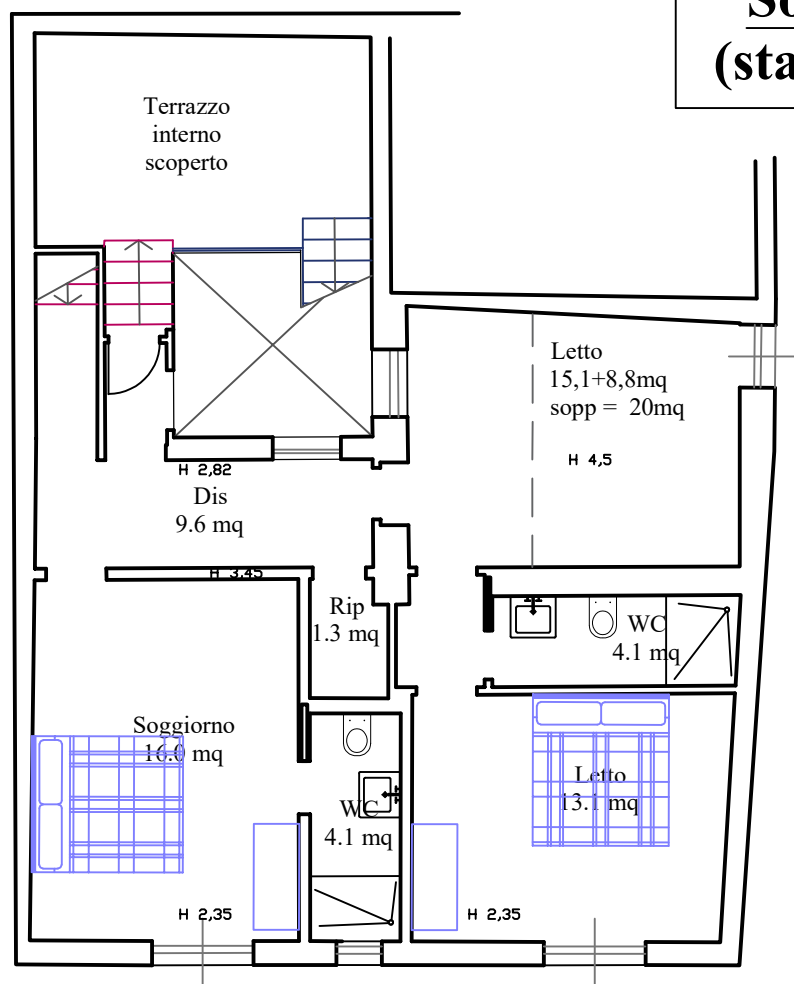 (sta
Terrazzo
interno
scoperto
Letto
15,1+8,8mq
sopp = 20mq
H 4,5
H 2,82
Dis
9.6 mq
H 3,45
Rip
1.3 mq
WC
4.1 mq
Soggiorno
16.0 mq
Letto
13.1 mq
WC
4.1 mq
H 2,35
H 2,35